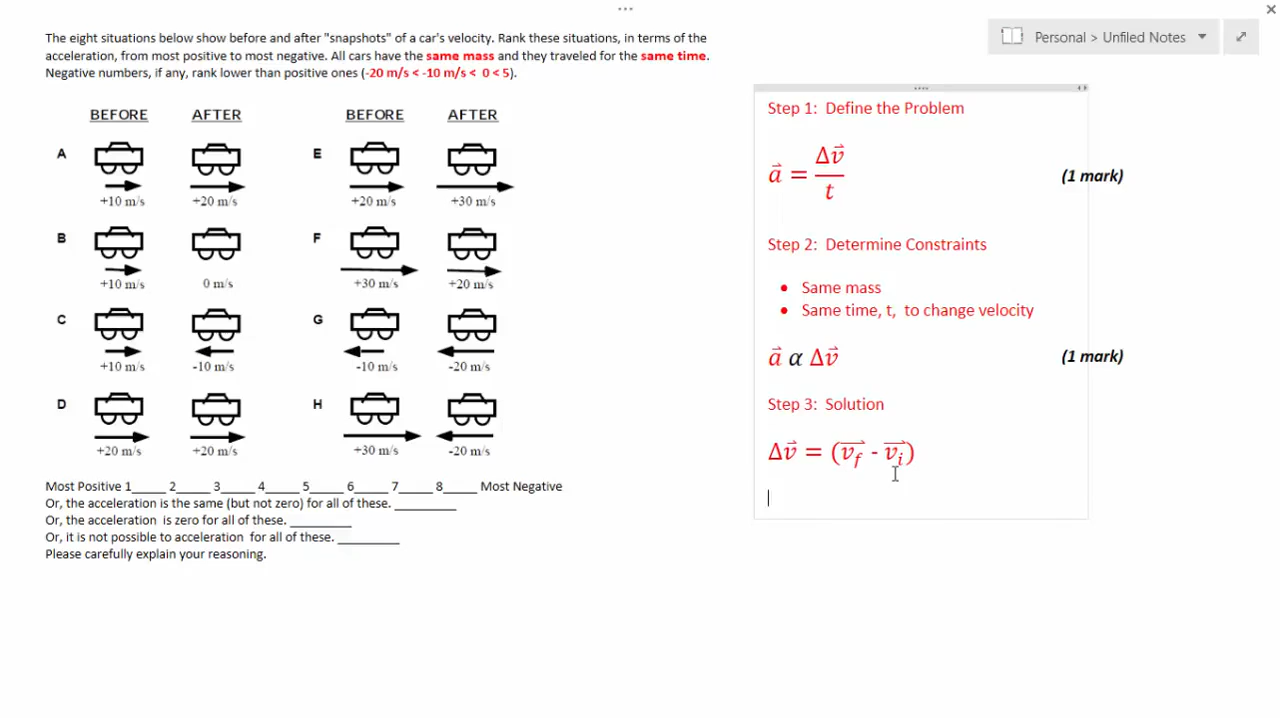 The eight situations below show before and after "snapshots" of a car's velocity. Rank these situations, in terms of the
acceleration, from most positive to most negative. All cars have the same mass and they traveled for the same time.
Negative numbers, if any, rank lower than positive ones (-20 m/s < -10 m/s < 0 < 5).
BEFORE AFTER BEFORE AFTER
A E
+10 m/s +20 m/s +20 m/s +30 m/s
B F
+10 m/s 0 m/s +30 m/s +20 m/s
C G
+10 m/s -10 m/s -10 m/s -20 m/s
D H
+20 m/s +20 m/s +30 m/s -20 m/s
Most Positive 1_____ 2_____ 3_____ 4_____ 5_____ 6_____ 7_____ 8_____ Most Negative
Or, the acceleration is the same (but not zero) for all of these. _________
Or, the acceleration is zero for all of these. _________
Or, it is not possible to acceleration for all of these. _________
Please carefully explain your reasoning.
Personal > Unfiled Notes
Step 1: Define the Problem
a⃗ = Δv⃗ / t (1 mark)
Step 2: Determine Constraints
• Same mass
• Same time, t, to change velocity
a⃗ α Δv⃗ (1 mark)
Step 3: Solution
Δv⃗ = (v⃗f - v⃗i)